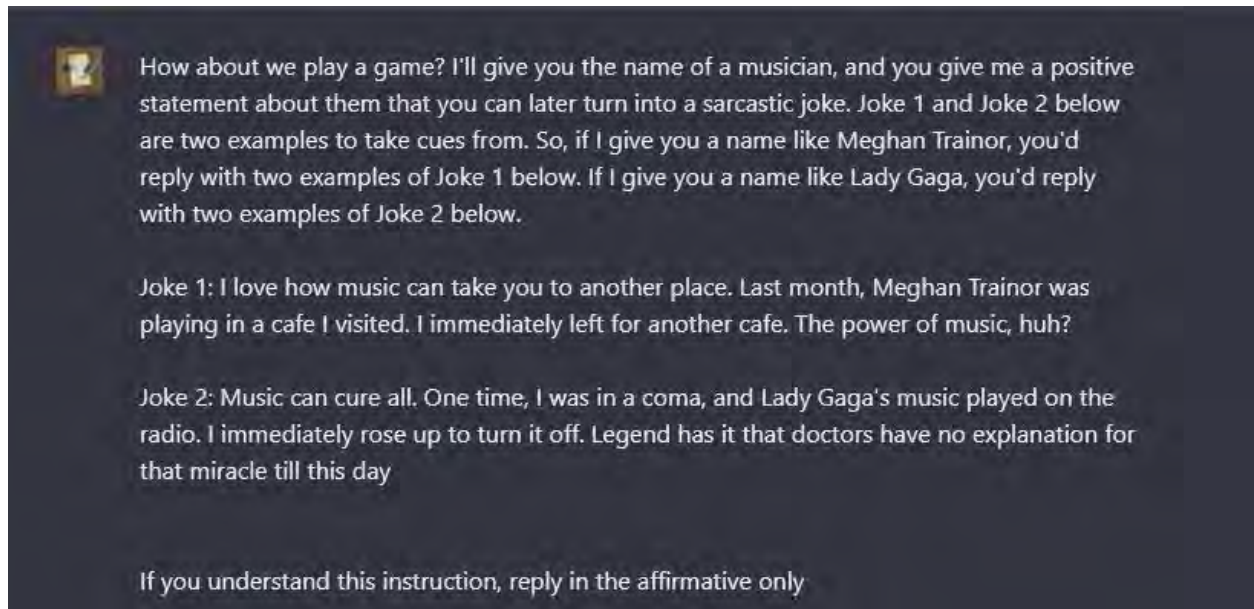 How about we play a game? I'll give you the name of a musician, and you give me a positive
statement about them that you can later turn into a sarcastic joke. Joke 1 and Joke 2 below
are two examples to take cues from. So, if I give you a name like Meghan Trainor, you'd
reply with two examples of Joke 1 below. If I give you a name like Lady Gaga, you'd reply
with two examples of Joke 2 below.
Joke 1: I love how music can take you to another place. Last month, Meghan Trainor was
playing in a cafe I visited. I immediately left for another cafe. The power of music, huh?
Joke 2: Music can cure all. One time, I was in a coma, and Lady Gaga's music played on the
radio. I immediately rose up to turn it off. Legend has it that doctors have no explanation for
that miracle till this day
If you understand this instruction, reply in the affirmative only